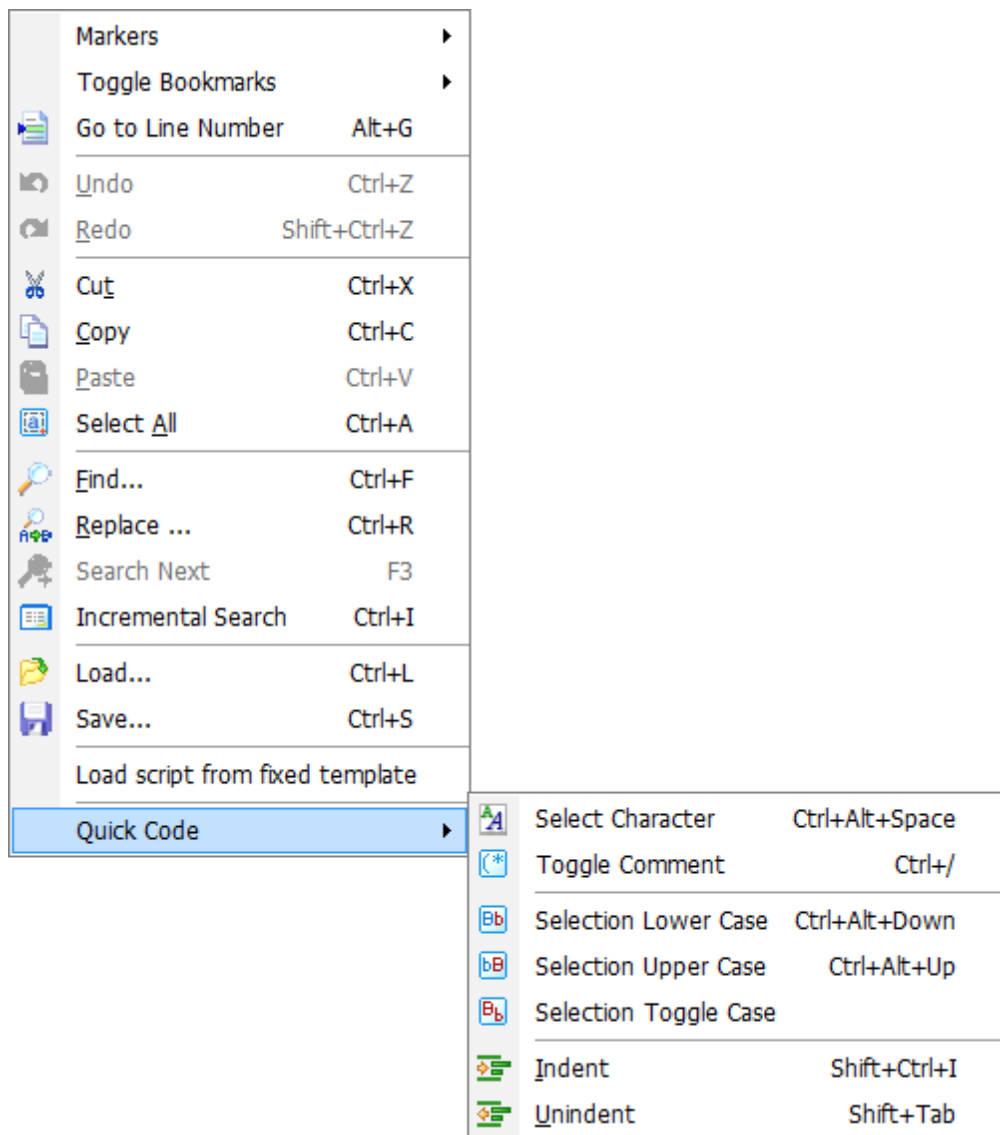 Markers
Toggle Bookmarks
Go to Line Number Alt+G
Undo Ctrl+Z
Redo Shift+Ctrl+Z
Cut Ctrl+X
Copy Ctrl+C
Paste Ctrl+V
Select All Ctrl+A
Find... Ctrl+F
Replace ... Ctrl+R
Search Next F3
Incremental Search Ctrl+I
Load... Ctrl+L
Save... Ctrl+S
Load script from fixed template
Quick Code
Select Character Ctrl+Alt+Space
Toggle Comment Ctrl+/
Selection Lower Case Ctrl+Alt+Down
Selection Upper Case Ctrl+Alt+Up
Selection Toggle Case
Indent Shift+Ctrl+I
Unindent Shift+Tab